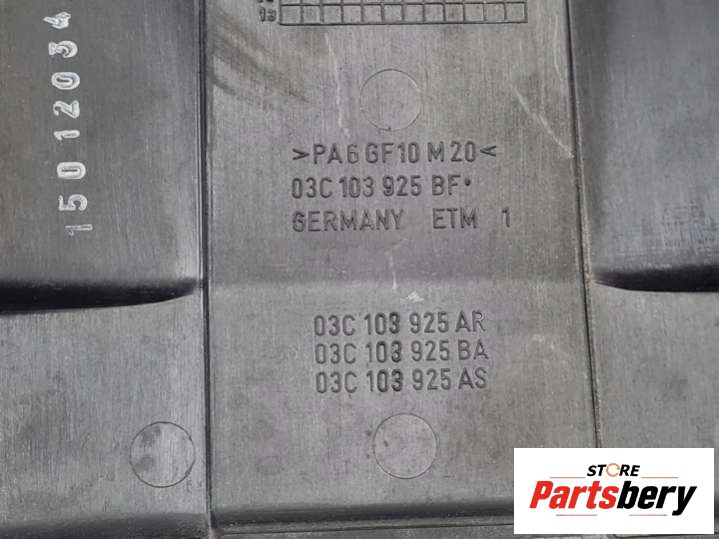 13
15012034
>PA6 GF10 M20<
03C 103 925 BF•
GERMANY ETM 1
03C 103 925 AR
03C 103 925 BA
03C 103 925 AS
STORE
Partsbery